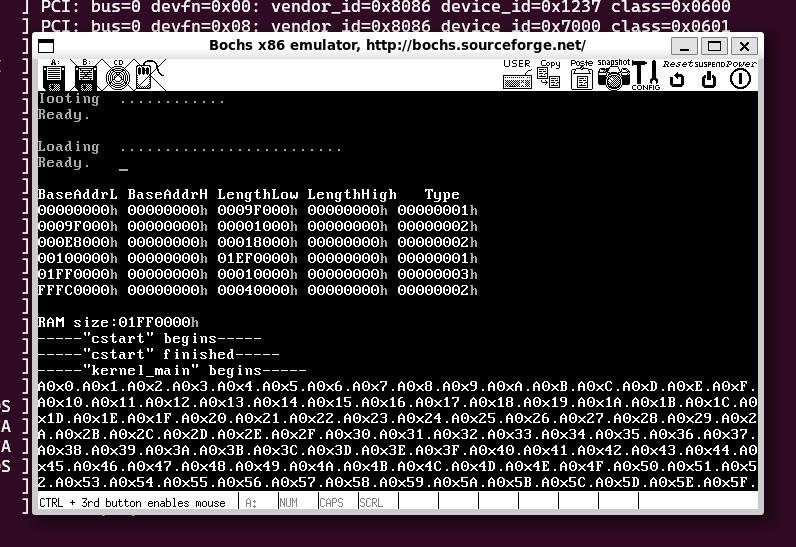 ] PCI: bus=0 devfn=0x00: vendor_id=0x8086 device_id=0x1237 class=0x0600
] PCI: bus=0 devfn=0x08: vendor_id=0x8086 device_id=0x7000 class=0x0601
Bochs x86 emulator, http://bochs.sourceforge.net/
A: B: CD USER Copy Paste snapshot CONFIG Reset SUSPEND Power
Tooting ............
Ready.
Loading .........................
Ready. _
BaseAddrL BaseAddrH LengthLow LengthHigh Type
00000000h 00000000h 0009F000h 00000000h 00000001h
0009F000h 00000000h 00001000h 00000000h 00000002h
000E8000h 00000000h 00018000h 00000000h 00000002h
00100000h 00000000h 01EF0000h 00000000h 00000001h
01FF0000h 00000000h 00010000h 00000000h 00000003h
FFFC0000h 00000000h 00040000h 00000000h 00000002h
RAM size:01FF0000h
-----"cstart" begins-----
-----"cstart" finished-----
-----"kernel_main" begins-----
A0x0.A0x1.A0x2.A0x3.A0x4.A0x5.A0x6.A0x7.A0x8.A0x9.A0xA.A0xB.A0xC.A0xD.A0xE.A0xF.
A0x10.A0x11.A0x12.A0x13.A0x14.A0x15.A0x16.A0x17.A0x18.A0x19.A0x1A.A0x1B.A0x1C.A0
x1D.A0x1E.A0x1F.A0x20.A0x21.A0x22.A0x23.A0x24.A0x25.A0x26.A0x27.A0x28.A0x29.A0x2
A.A0x2B.A0x2C.A0x2D.A0x2E.A0x2F.A0x30.A0x31.A0x32.A0x33.A0x34.A0x35.A0x36.A0x37.
A0x38.A0x39.A0x3A.A0x3B.A0x3C.A0x3D.A0x3E.A0x3F.A0x40.A0x41.A0x42.A0x43.A0x44.A0
x45.A0x46.A0x47.A0x48.A0x49.A0x4A.A0x4B.A0x4C.A0x4D.A0x4E.A0x4F.A0x50.A0x51.A0x5
2.A0x53.A0x54.A0x55.A0x56.A0x57.A0x58.A0x59.A0x5A.A0x5B.A0x5C.A0x5D.A0x5E.A0x5F.
CTRL + 3rd button enables mouse A: NUM CAPS SCRL